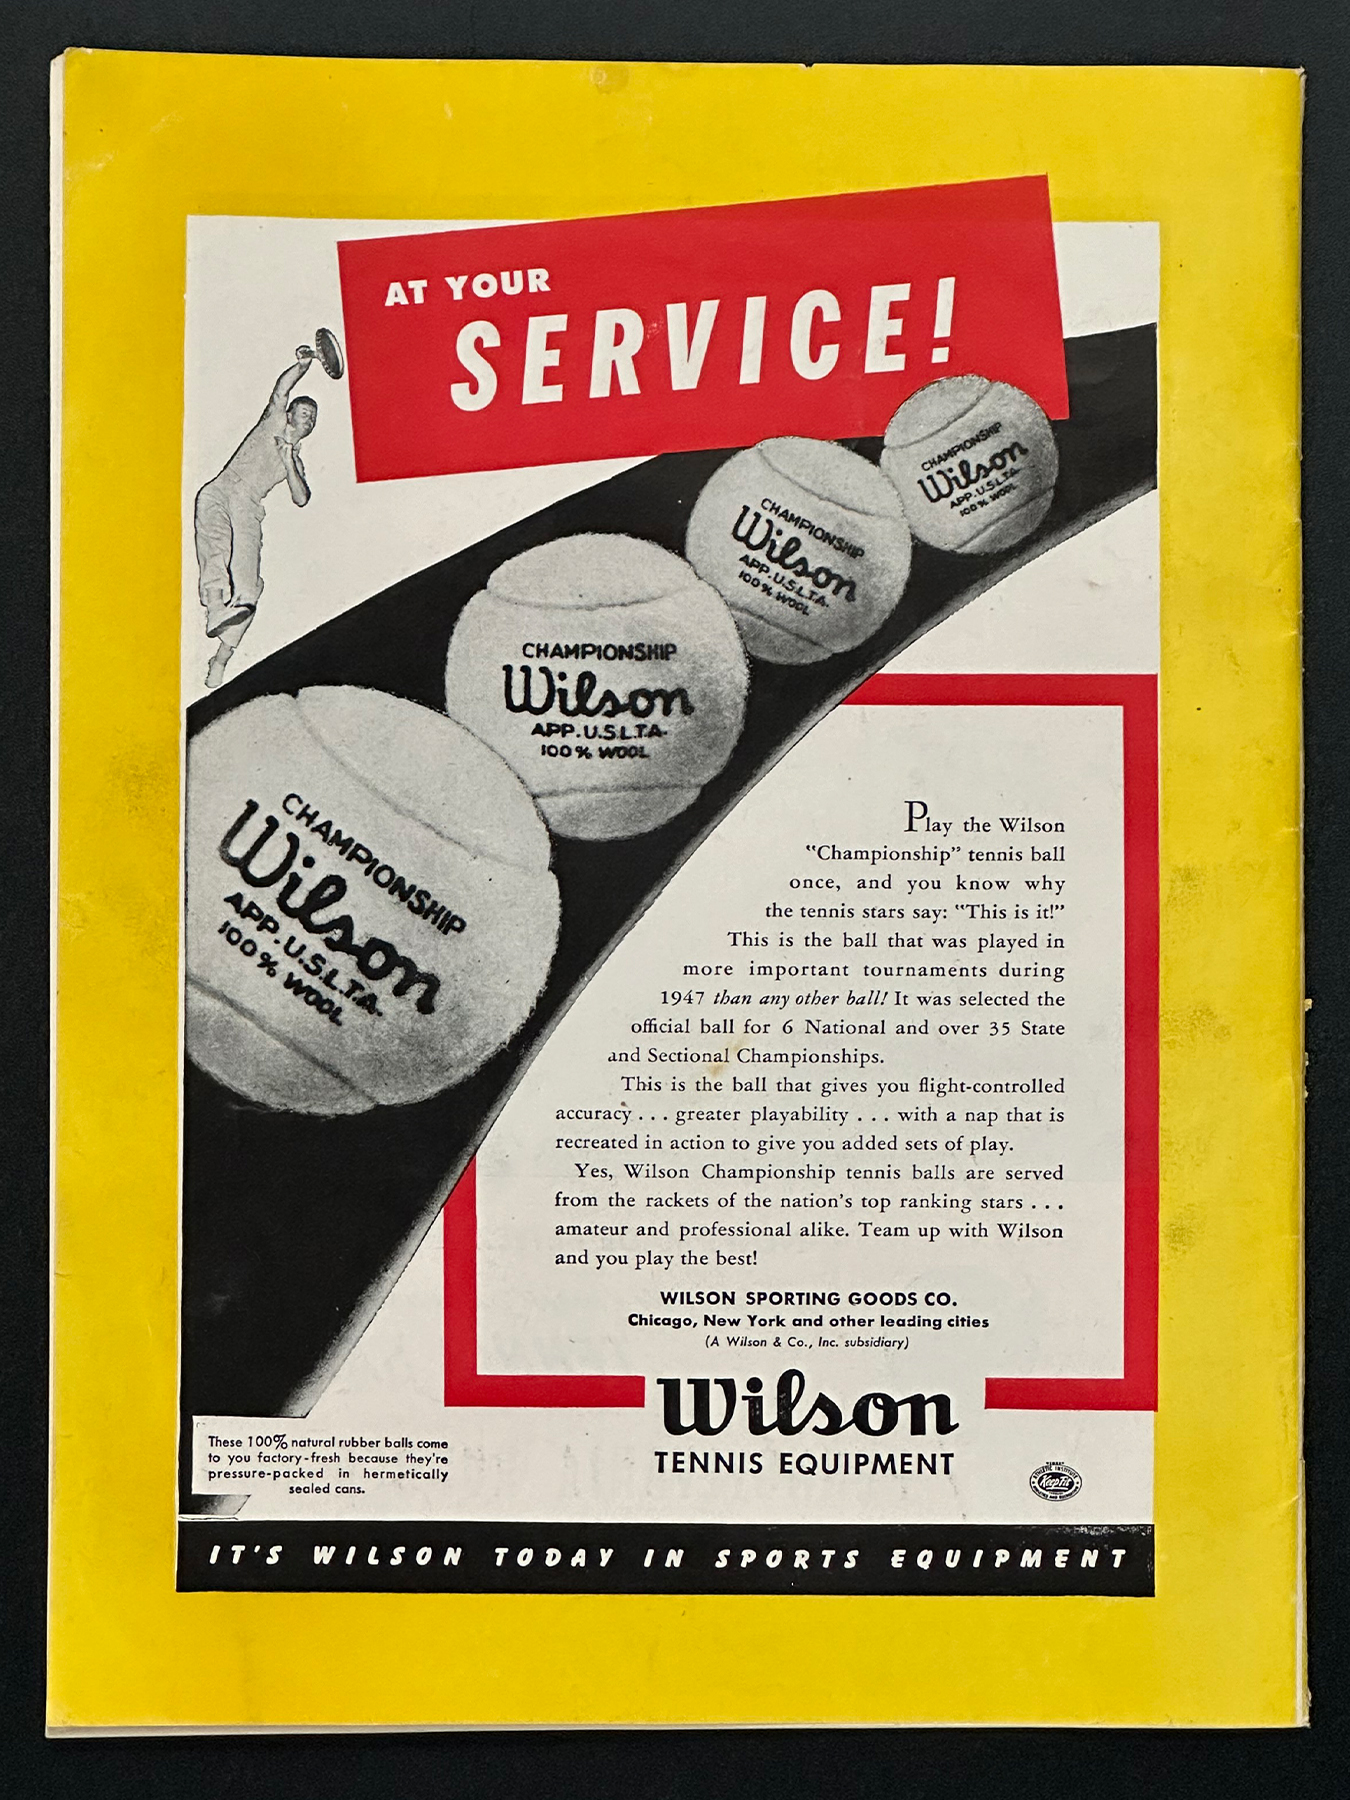 AT YOUR
SERVICE!
CHAMPIONSHIP
Wilson
APP. U.S.L.T.A.
100% WOOL
CHAMPIONSHIP
Wilson
APP. U.S.L.T.A.
100% WOOL
CHAMPIONSHIP
Wilson
APP. U.S.L.T.A.
100% WOOL
CHAMPIONSHIP
Wilson
APP. U.S.L.T.A.
100% WOOL
Play the Wilson
"Championship" tennis ball
once, and you know why
the tennis stars say: "This is it!"
This is the ball that was played in
more important tournaments during
1947 than any other ball! It was selected the
official ball for 6 National and over 35 State
and Sectional Championships.
This is the ball that gives you flight-controlled
accuracy . . . greater playability . . . with a nap that is
recreated in action to give you added sets of play.
Yes, Wilson Championship tennis balls are served
from the rackets of the nation's top ranking stars . . .
amateur and professional alike. Team up with Wilson
and you play the best!
WILSON SPORTING GOODS CO.
Chicago, New York and other leading cities
(A Wilson & Co., Inc. subsidiary)
Wilson
TENNIS EQUIPMENT
These 100% natural rubber balls come
to you factory-fresh because they're
pressure-packed in hermetically
sealed cans.
IT'S WILSON TODAY IN SPORTS EQUIPMENT